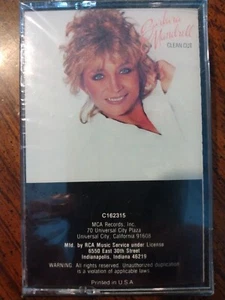 Barbara
Mandrell
CLEAN CUT
C162315
MCA Records, Inc.
70 Universal City Plaza
Universal City, California 91608
Mfd. by RCA Music Service under License
6550 East 30th Street
Indianapolis, Indiana 46219
WARNING: All rights reserved. Unauthorized duplication
is a violation of applicable laws.
Printed in U.S.A.